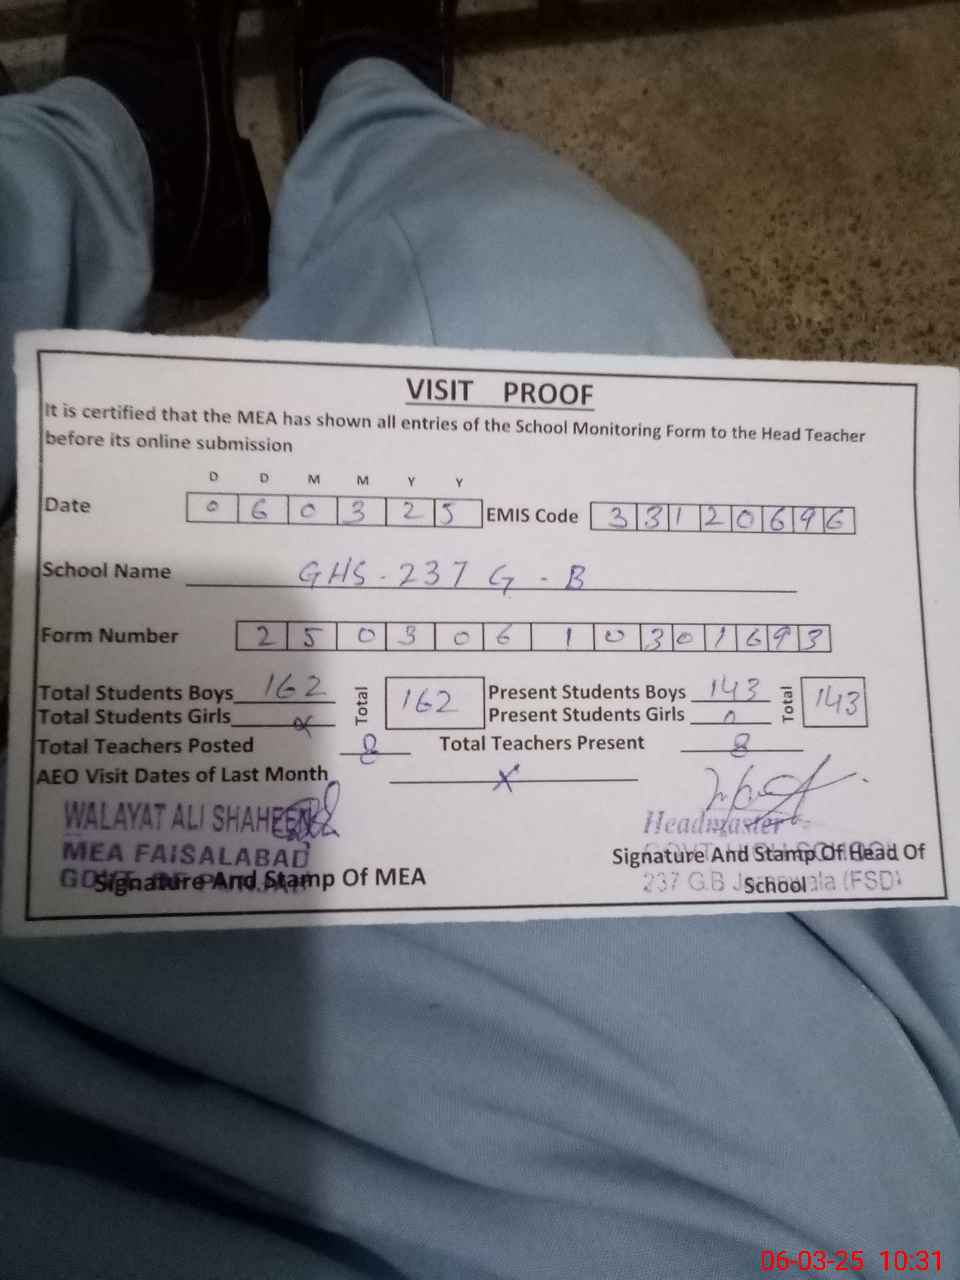 VISIT PROOF
It is certified that the MEA has shown all entries of the School Monitoring Form to the Head Teacher
before its online submission
D D M M Y Y
Date 0 6 0 3 2 5 EMIS Code 3 3 1 2 0 6 9 6
School Name GHS - 237 G - B
Form Number 2 5 0 3 0 6 1 0 3 0 1 6 9 3
Total Students Boys 162 Total 162 Present Students Boys 143 Total 143
Total Students Girls Present Students Girls 0
Total Teachers Posted 8 Total Teachers Present 8
AEO Visit Dates of Last Month X
WALAYAT ALI SHAHEEN
MEA FAISALABAD
Signature And Stamp Of MEA
Headmaster
Signature And Stamp Of Head Of
School
237 G.B (FSD)
06-03-25 10:31